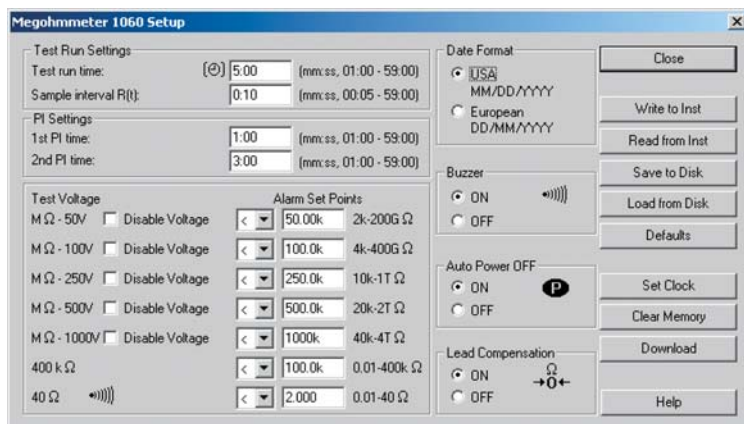 Megohmmeter 1060 Setup
Test Run Settings
Test run time: 5:00 (mm:ss, 01:00 - 59:00)
Sample interval R(t): 0:10 (mm:ss, 00:05 - 59:00)
PI Settings
1st PI time: 1:00 (mm:ss, 01:00 - 59:00)
2nd PI time: 3:00 (mm:ss, 01:00 - 59:00)
Test Voltage Alarm Set Points
M Ω - 50V Disable Voltage < 50.00k 2k-200G Ω
M Ω - 100V Disable Voltage < 100.0k 4k-400G Ω
M Ω - 250V Disable Voltage < 250.0k 10k-1T Ω
M Ω - 500V Disable Voltage < 500.0k 20k-2T Ω
M Ω - 1000V Disable Voltage < 1000k 40k-4T Ω
400 k Ω < 100.0k 0.01-400k Ω
40 Ω < 2.000 0.01-40 Ω
Date Format
USA
MM/DD/YYYY
European
DD/MM/YYYY
Buzzer
ON
OFF
Auto Power OFF
ON P
OFF
Lead Compensation
ON Ω →0←
OFF
Close
Write to Inst
Read from Inst
Save to Disk
Load from Disk
Defaults
Set Clock
Clear Memory
Download
Help